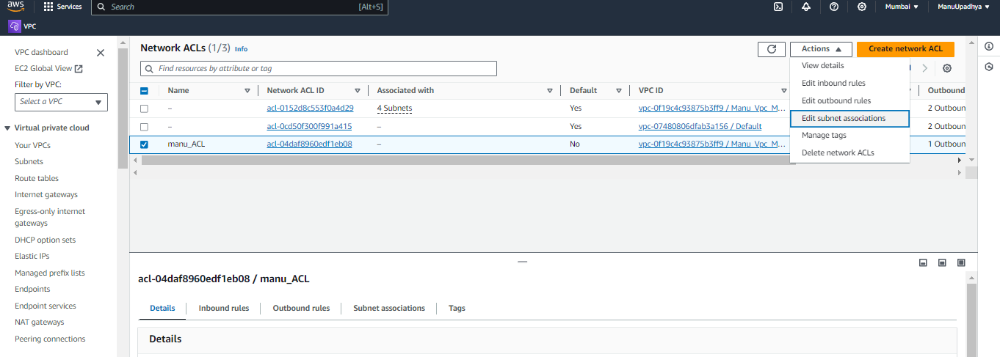 aws Services Search [Alt+S] Mumbai ManuUpadhya
VPC
VPC dashboard
EC2 Global View
Filter by VPC:
Select a VPC
Virtual private cloud
Your VPCs
Subnets
Route tables
Internet gateways
Egress-only internet
gateways
DHCP option sets
Elastic IPs
Managed prefix lists
Endpoints
Endpoint services
NAT gateways
Peering connections
Network ACLs (1/3) Info
Actions
Create network ACL
Find resources by attribute or tag
View details
Edit inbound rules
Edit outbound rules
Edit subnet associations
Manage tags
Delete network ACLs
Name Network ACL ID Associated with Default VPC ID Outbound
– acl-0152d8c553f0a4d29 4 Subnets Yes vpc-0f19c4c93875b3ff9 / Manu_Vpc_M... 2 Outboun
– acl-0cd50f300f991a415 – Yes vpc-07480806dfab3a156 / Default 2 Outboun
manu_ACL acl-04daf8960edf1eb08 – No vpc-0f19c4c93875b3ff9 / Manu_Vpc_M... 1 Outboun
acl-04daf8960edf1eb08 / manu_ACL
Details Inbound rules Outbound rules Subnet associations Tags
Details